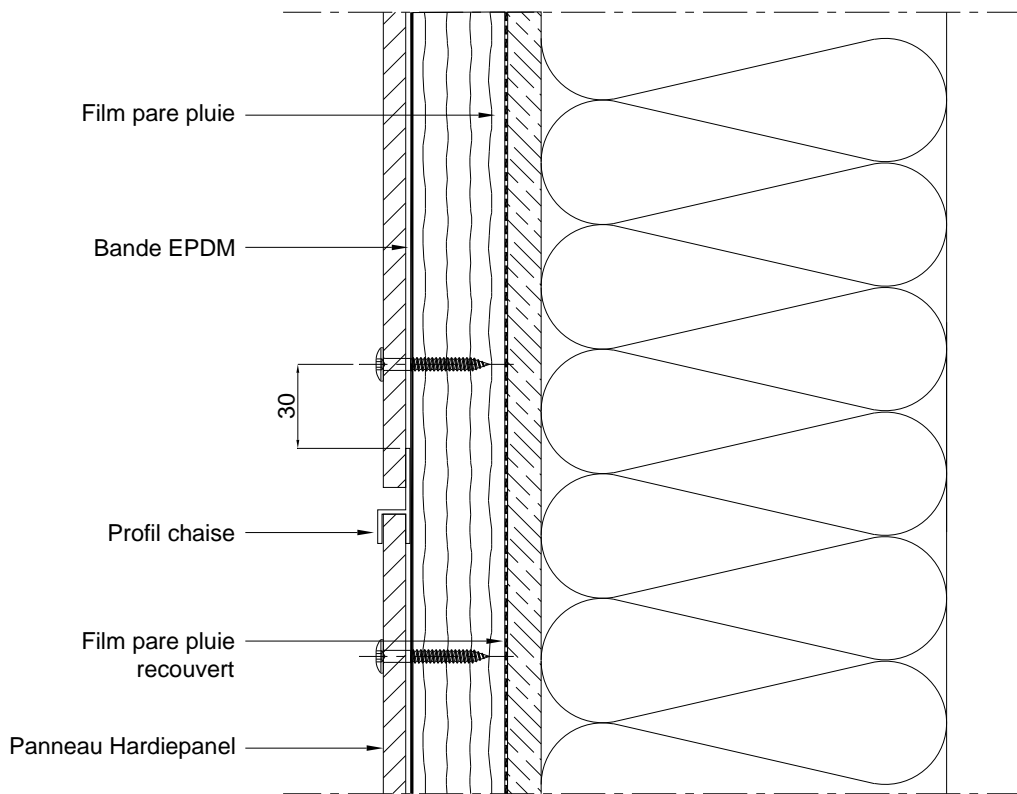 Film pare pluie
Bande EPDM
30
Profil chaise
Film pare pluie
recouvert
Panneau Hardiepanel